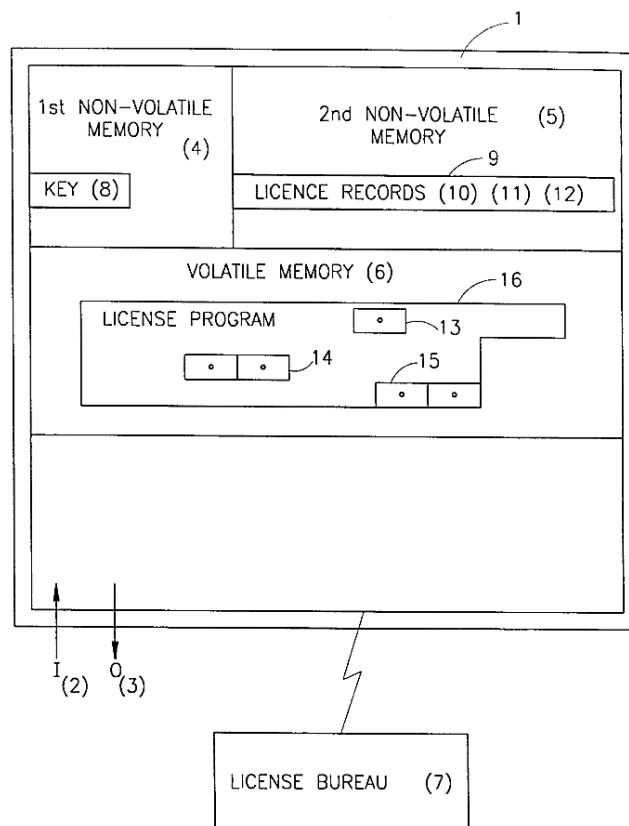 1
1st NON-VOLATILE
MEMORY
(4)
2nd NON-VOLATILE (5)
MEMORY
9
KEY (8)
LICENCE RECORDS (10) (11) (12)
VOLATILE MEMORY (6)
16
LICENSE PROGRAM
13
14
15
I
(2)
O
(3)
LICENSE BUREAU (7)